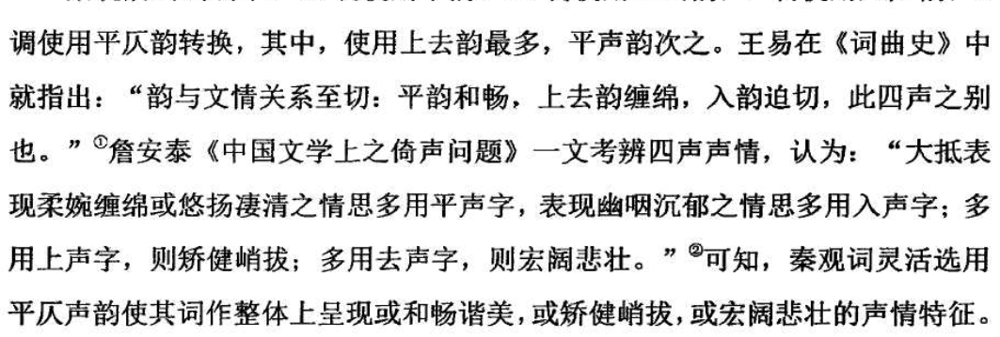 调使用平仄韵转换，其中，使用上去韵最多，平声韵次之。王易在《词曲史》中
就指出：“韵与文情关系至切：平韵和畅，上去韵缠绵，入韵迫切，此四声之别
也。”①詹安泰《中国文学上之倚声问题》一文考辨四声声情，认为：“大抵表
现柔婉缠绵或悠扬凄清之情思多用平声字，表现幽咽沉郁之情思多用入声字；多
用上声字，则矫健峭拔；多用去声字，则宏阔悲壮。”②可知，秦观词灵活选用
平仄声韵使其词作整体上呈现或和畅谐美，或矫健峭拔，或宏阔悲壮的声情特征。